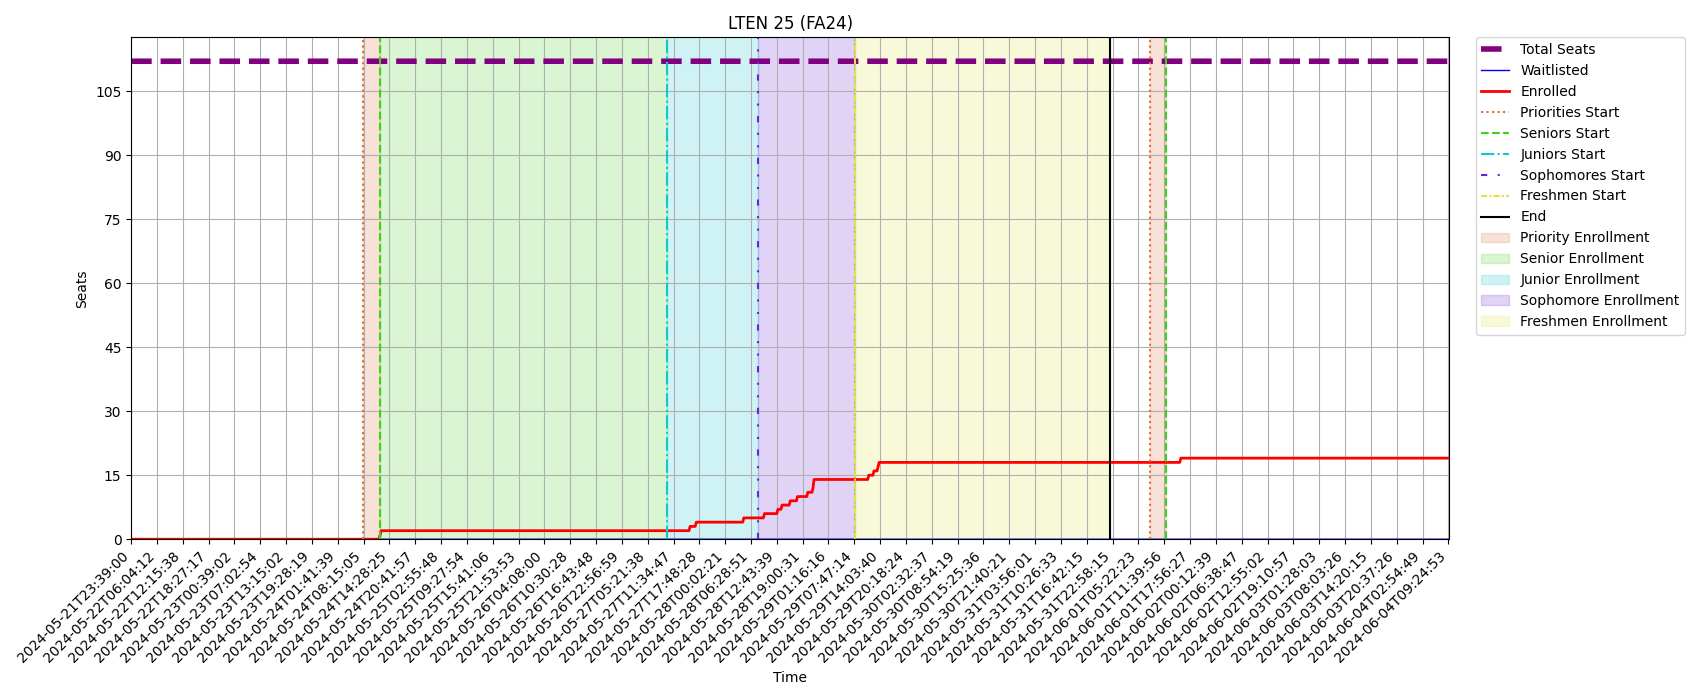 LTEN 25 (FA24)
Total Seats
Waitlisted
Enrolled
Priorities Start
Seniors Start
Juniors Start
Sophomores Start
Freshmen Start
End
Priority Enrollment
Senior Enrollment
Junior Enrollment
Sophomore Enrollment
Freshmen Enrollment
Seats
105
90
75
60
45
30
15
0
2024-05-21T23:39:00
2024-05-22T06:04:12
2024-05-22T12:15:38
2024-05-22T18:27:17
2024-05-23T00:39:02
2024-05-23T07:02:54
2024-05-23T13:15:02
2024-05-23T19:28:19
2024-05-24T01:41:39
2024-05-24T08:15:05
2024-05-24T14:28:25
2024-05-24T20:41:57
2024-05-25T02:55:48
2024-05-25T09:27:54
2024-05-25T15:41:06
2024-05-25T21:53:53
2024-05-26T04:08:00
2024-05-26T10:30:28
2024-05-26T16:43:48
2024-05-26T22:56:59
2024-05-27T05:21:38
2024-05-27T11:34:47
2024-05-27T17:48:28
2024-05-28T00:02:21
2024-05-28T06:28:51
2024-05-28T12:43:39
2024-05-28T19:00:31
2024-05-29T01:16:16
2024-05-29T07:47:14
2024-05-29T14:03:40
2024-05-29T20:18:24
2024-05-30T02:32:37
2024-05-30T08:54:19
2024-05-30T15:25:36
2024-05-30T21:40:21
2024-05-31T03:56:01
2024-05-31T10:26:33
2024-05-31T16:42:15
2024-05-31T22:58:15
2024-06-01T05:22:23
2024-06-01T11:39:56
2024-06-01T17:56:27
2024-06-02T00:12:39
2024-06-02T06:38:47
2024-06-02T12:55:02
2024-06-02T19:10:57
2024-06-03T01:28:03
2024-06-03T08:03:26
2024-06-03T14:20:15
2024-06-03T20:37:26
2024-06-04T02:54:49
2024-06-04T09:24:53
Time